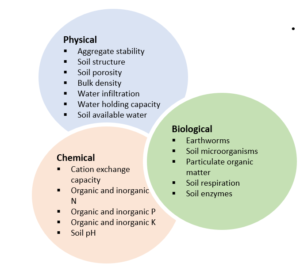 Physical
▪ Aggregate stability
▪ Soil structure
▪ Soil porosity
▪ Bulk density
▪ Water infiltration
▪ Water holding capacity
▪ Soil available water
Biological
▪ Earthworms
▪ Soil microorganisms
▪ Particulate organic
matter
▪ Soil respiration
▪ Soil enzymes
Chemical
▪ Cation exchange
capacity
▪ Organic and inorganic
N
▪ Organic and inorganic P
▪ Organic and inorganic K
▪ Soil pH